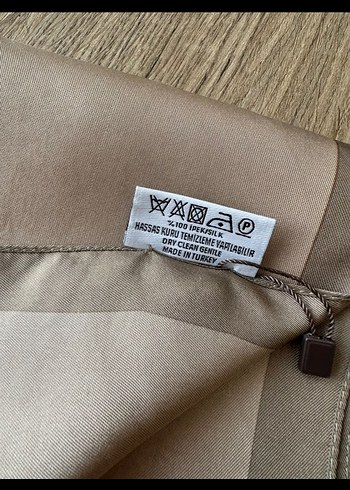 %100 İPEK/SILK
HASSAS KURU TEMİZLEME YAPILABİLİR
DRY CLEAN GENTLE
MADE IN TURKEY